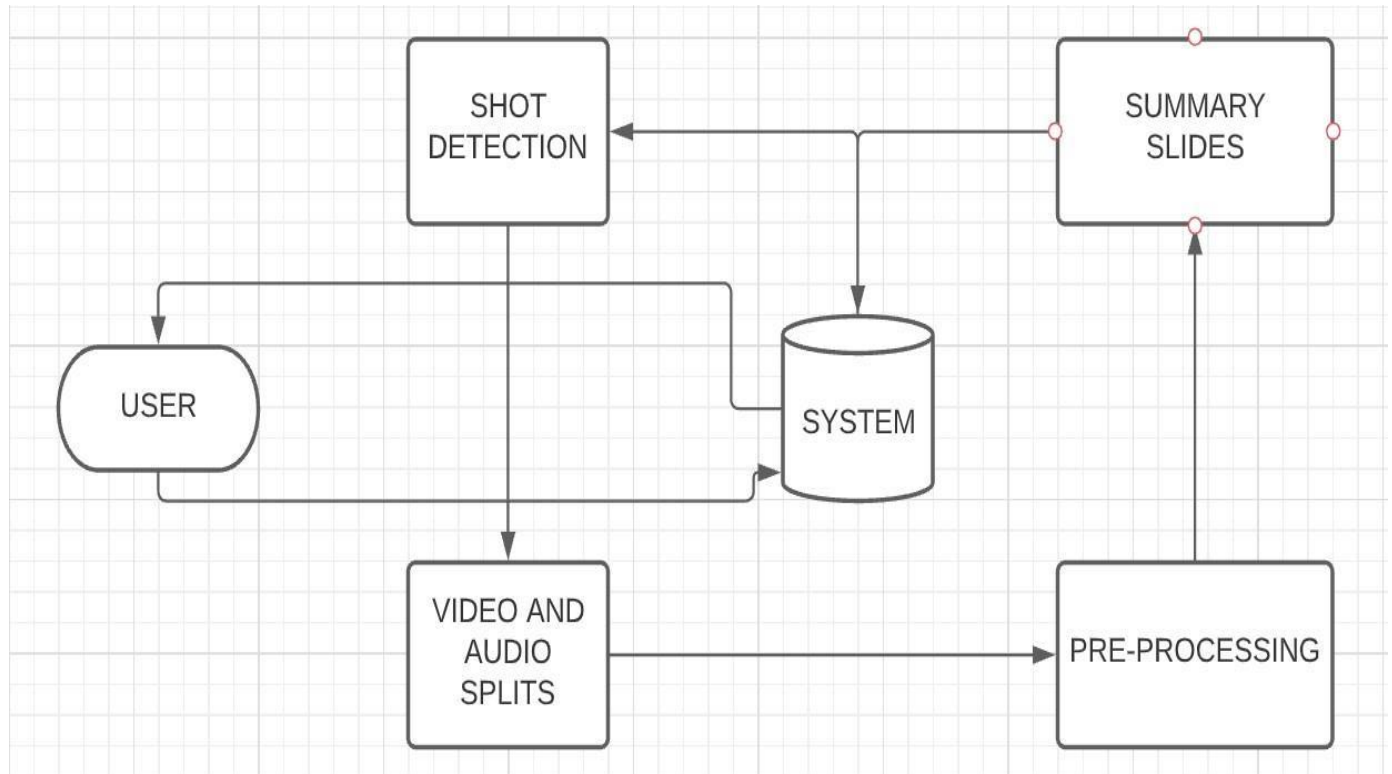 SHOT
DETECTION
SUMMARY
SLIDES
USER
SYSTEM
VIDEO AND
AUDIO
SPLITS
PRE-PROCESSING